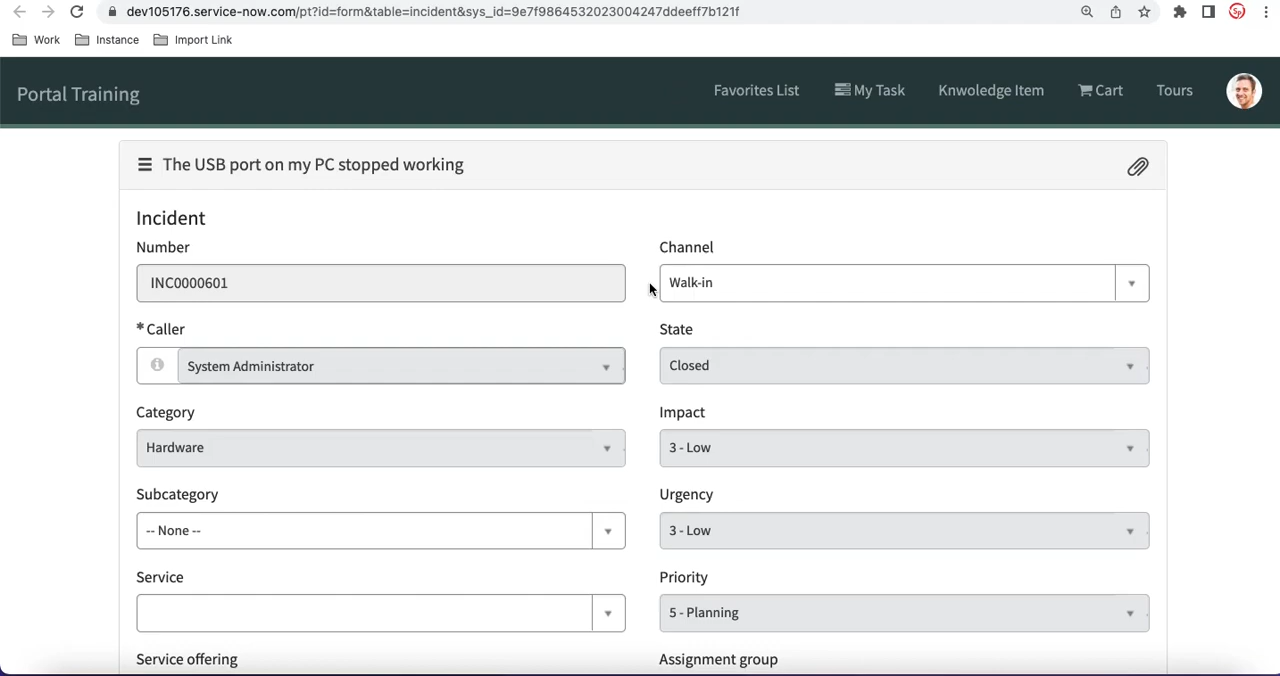 dev105176.service-now.com/pt?id=form&table=incident&sys_id=9e7f9864532023004247ddeeff7b121f
Sp
Work Instance Import Link
Portal Training Favorites List My Task Knwoledge Item Cart Tours
The USB port on my PC stopped working
Incident
Number Channel
INC0000601 Walk-in
* Caller State
System Administrator Closed
Category Impact
Hardware 3 - Low
Subcategory Urgency
-- None -- 3 - Low
Service Priority
5 - Planning
Service offering Assignment group